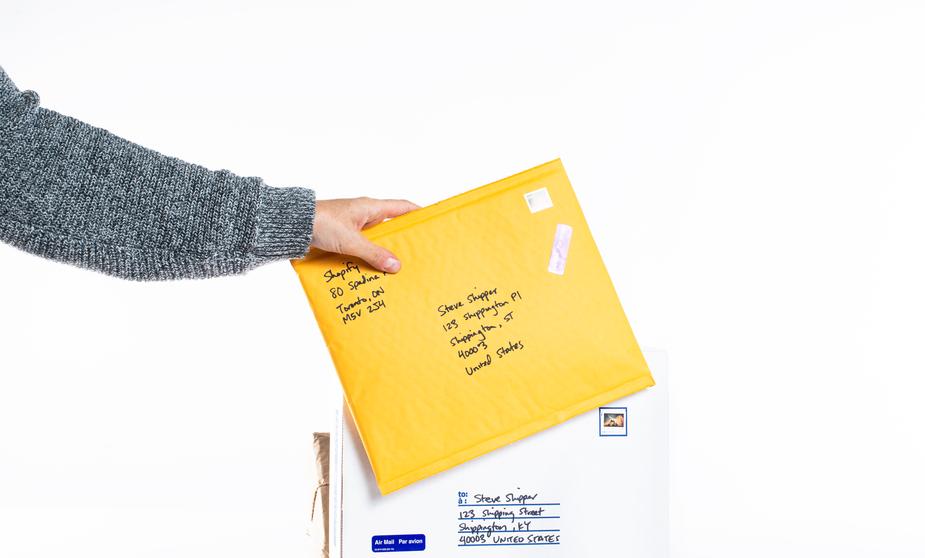 Shopify
80 Spadina
Toronto, ON
M5V 2J4
Steve Shipper
123 Shippington Pl
Shippington, ST
40003
United States
to:
à:
Steve Shipper
123 Shipping Street
Shippington, KY
40003 UNITED STATES
Air Mail Par avion